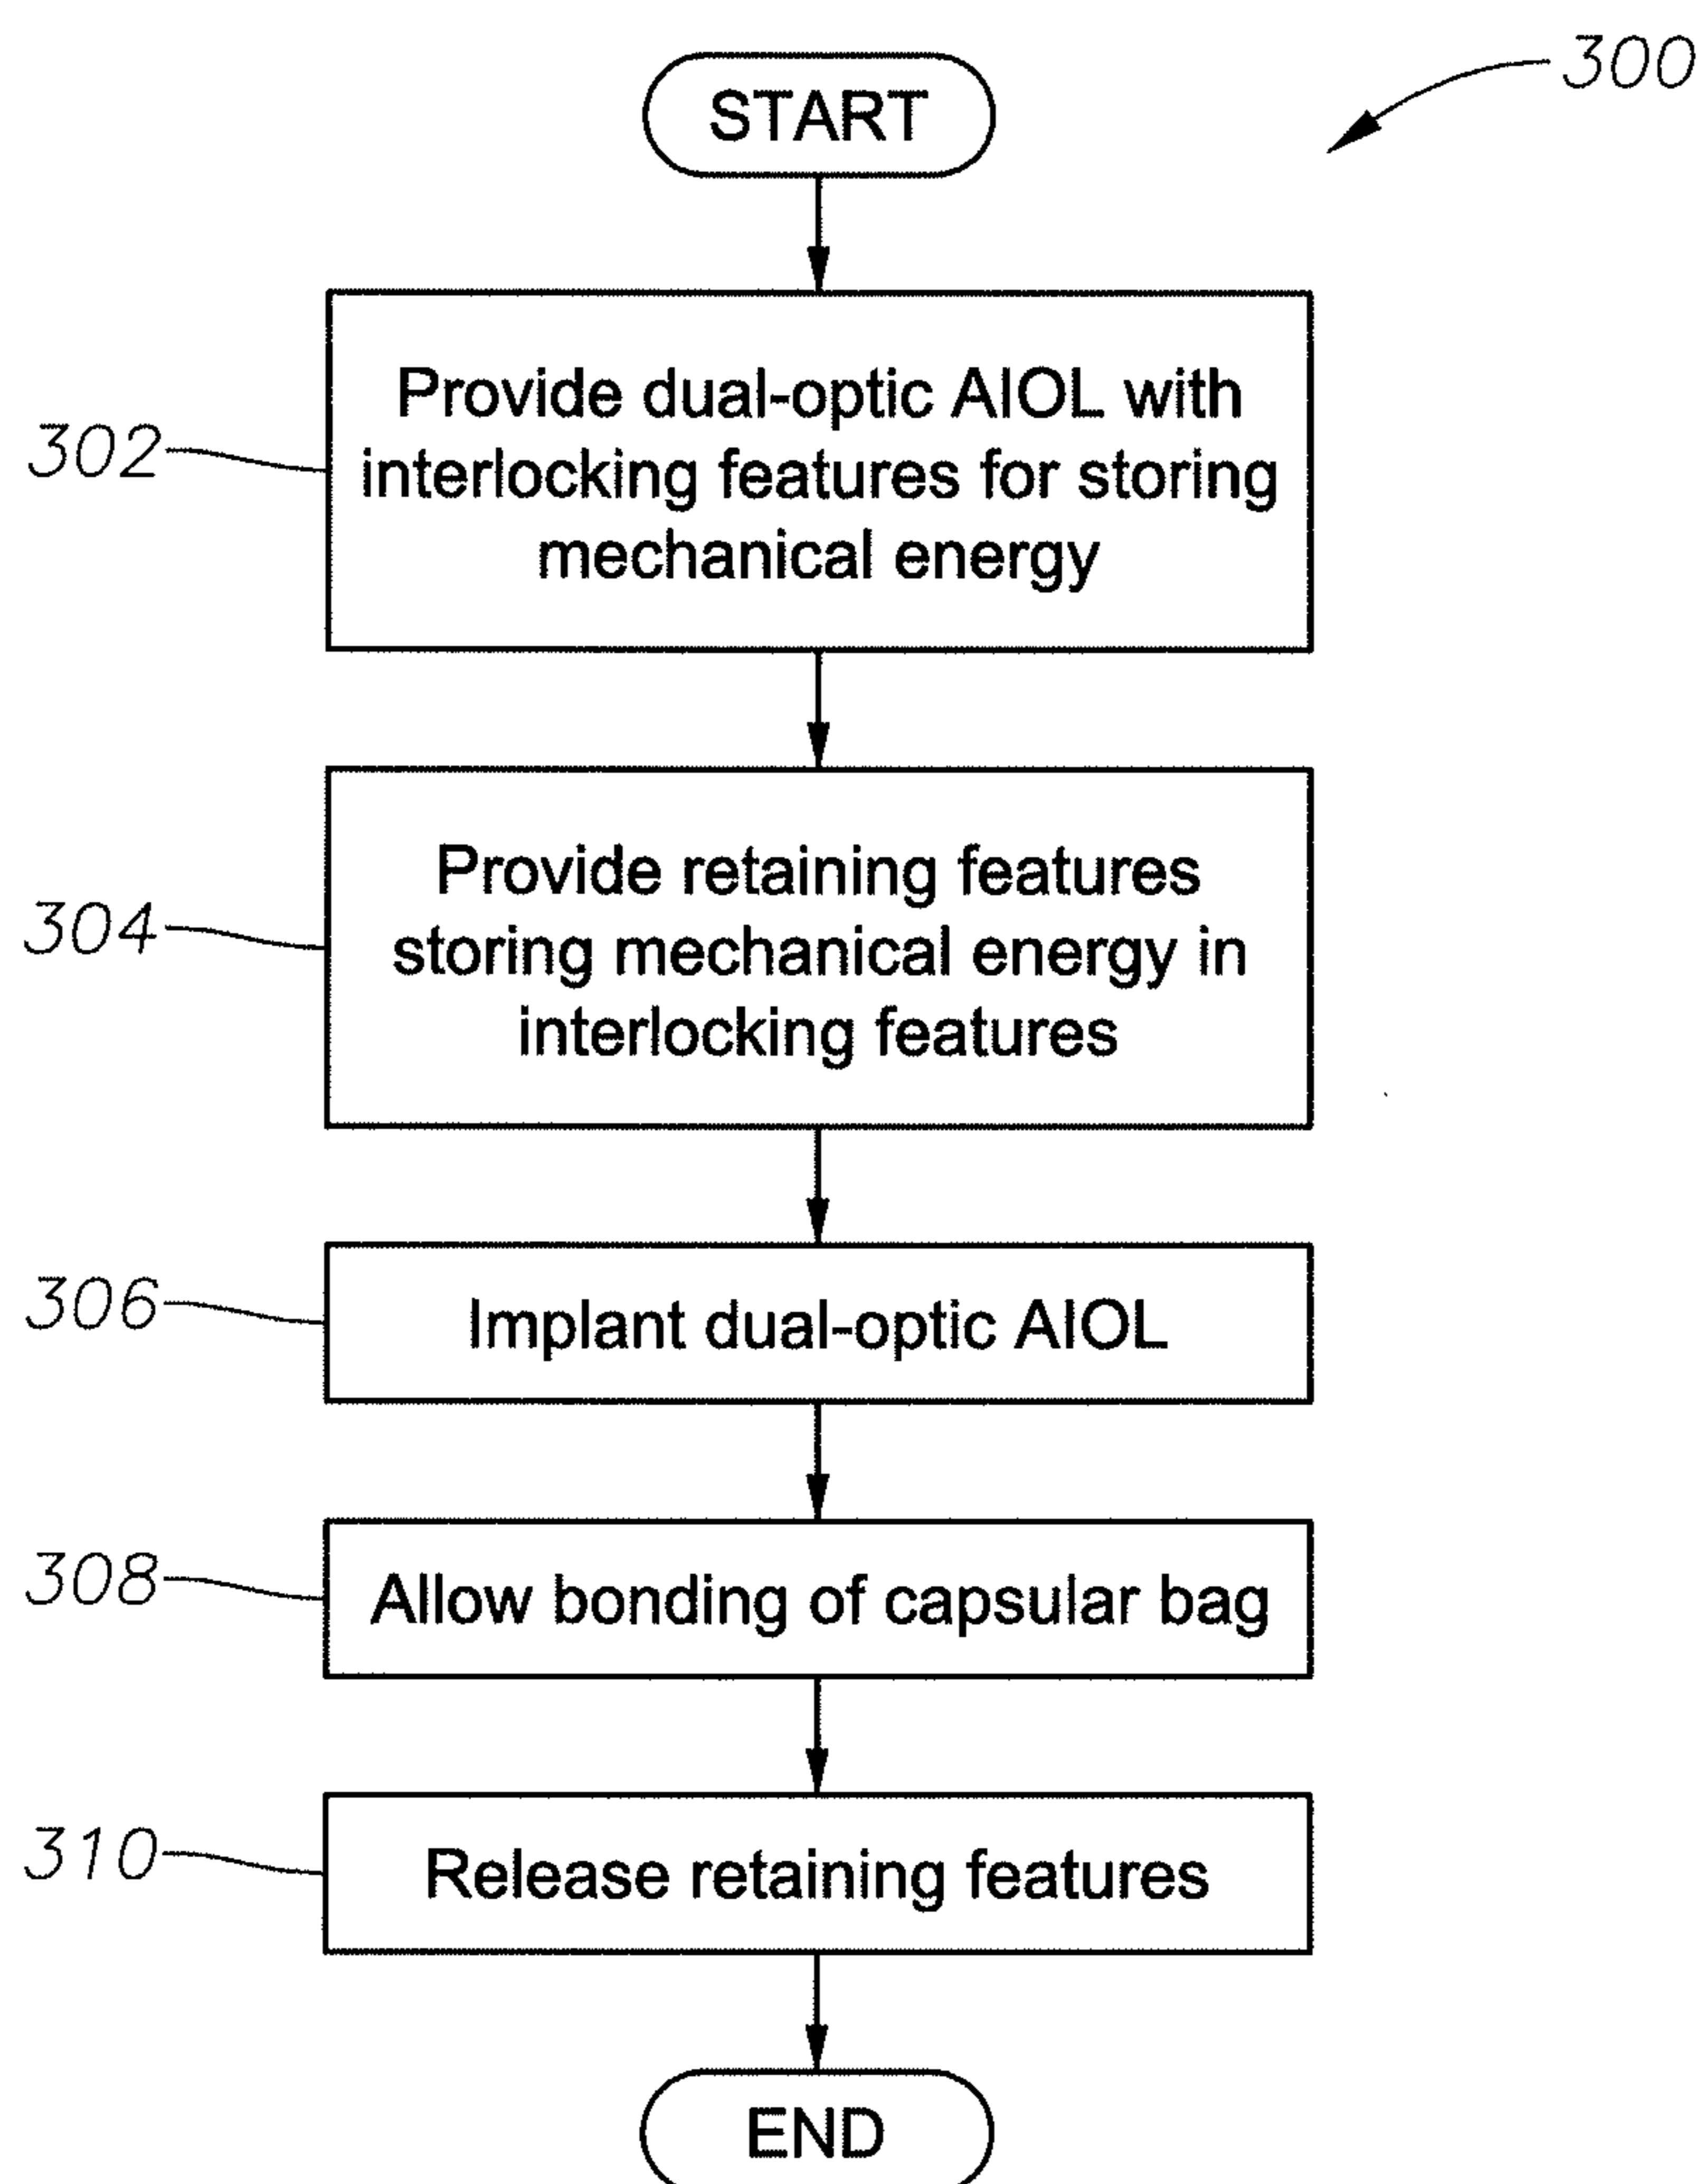 300
START
302
Provide dual-optic AIOL with
interlocking features for storing
mechanical energy
304
Provide retaining features
storing mechanical energy in
interlocking features
306
Implant dual-optic AIOL
308
Allow bonding of capsular bag
310
Release retaining features
END